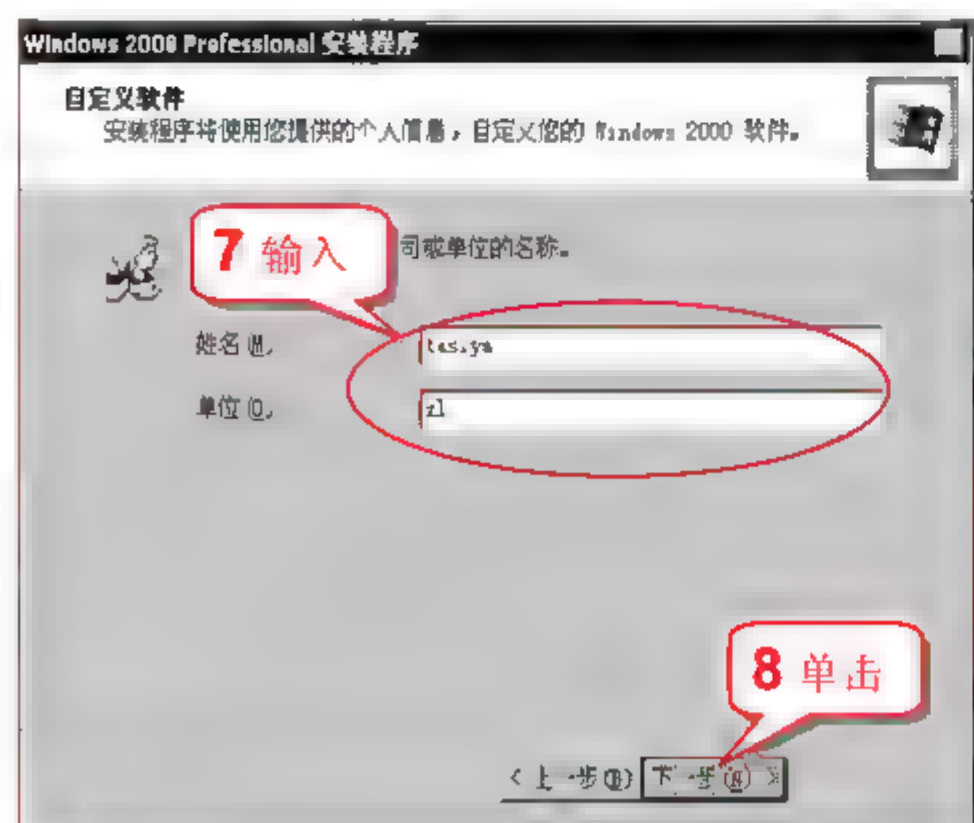 Windows 2000 Professional 安装程序
自定义软件
安装程序将使用您提供的个人信息，自定义您的 Windows 2000 软件。
7 输入
司或单位的名称。
姓名(M)
单位(O)
8 单击
< 上一步(B) 下一步(N) >